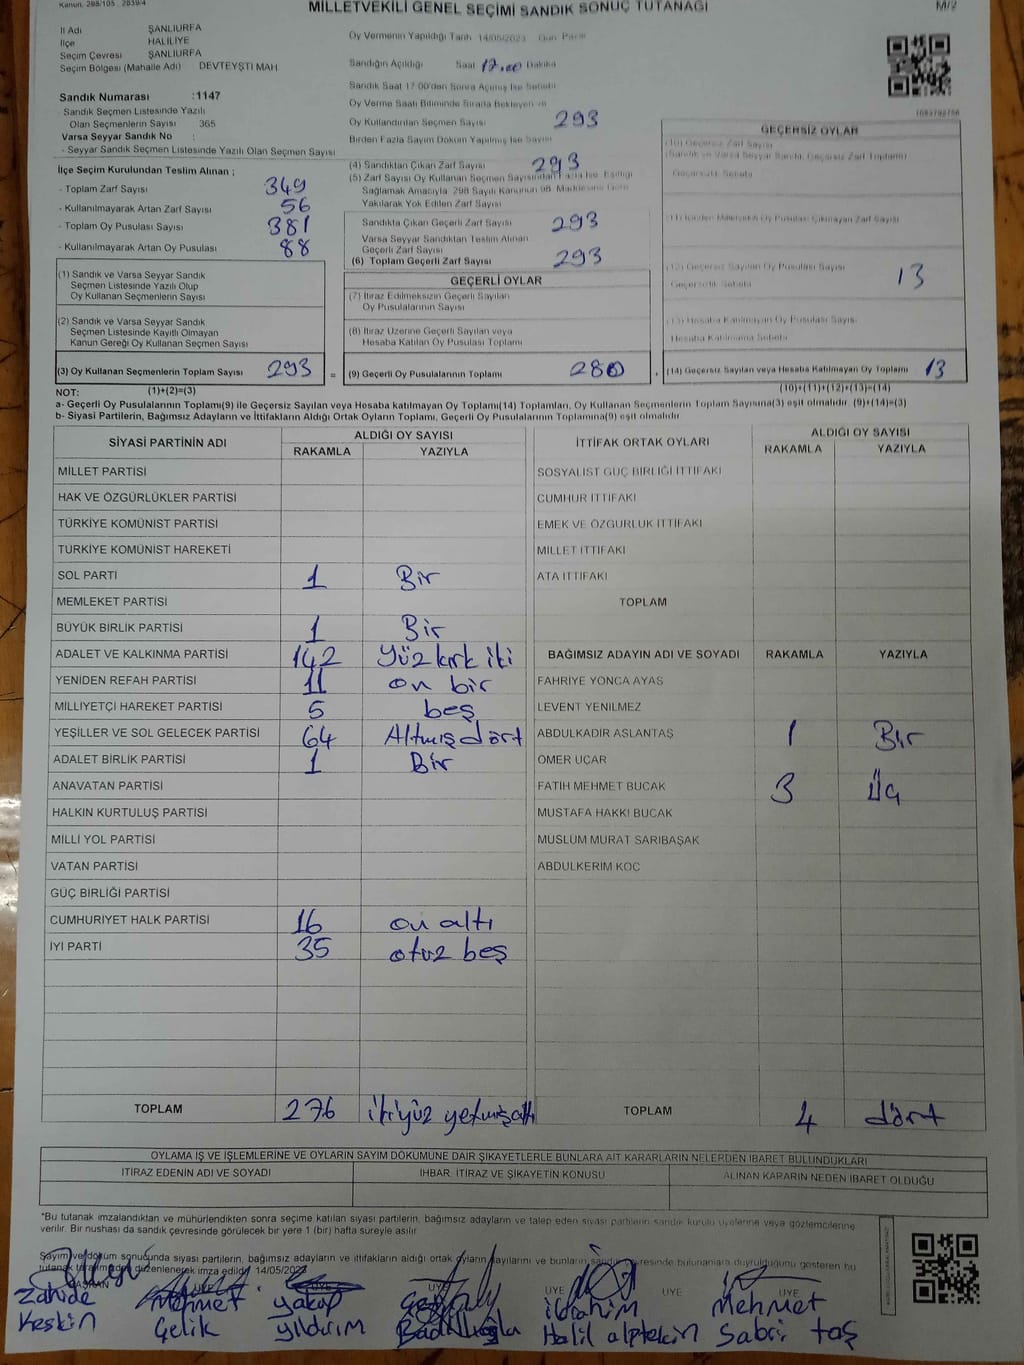 Kanun, 298/105 , 2839/4
MİLLETVEKİLİ GENEL SEÇİMİ SANDIK SONUÇ TUTANAĞI
M/2
İl Adı ŞANLIURFA
İlçe HALİLİYE
Seçim Çevresi ŞANLIURFA
Seçim Bölgesi (Mahalle Adı) DEVTEYŞTİ MAH
Sandık Numarası :1147
- Sandık Seçmen Listesinde Yazılı
Olan Seçmenlerin Sayısı 365
Varsa Seyyar Sandık No :
- Seyyar Sandık Seçmen Listesinde Yazılı Olan Seçmen Sayısı
İlçe Seçim Kurulundan Teslim Alınan ;
- Toplam Zarf Sayısı 349
- Kullanılmayarak Artan Zarf Sayısı 56
- Toplam Oy Pusulası Sayısı 381
- Kullanılmayarak Artan Oy Pusulası 88
Oy Vermenin Yapıldığı Tarih 14/05/2023 Gün Pazar
Sandığın Açıldığı Saat 17.00 Dakika
Sandık Saat 17 00'den Sonra Açılmış İse Sebebi
Oy Verme Saati Bitiminde Sırada Bekleyen ve
Oy Kullandırılan Seçmen Sayısı 293
Birden Fazla Sayım Döküm Yapılmış İse Sayısı
(4) Sandıktan Çıkan Zarf Sayısı 293
(5) Zarf Sayısı Oy Kullanan Seçmen Sayısından Fazla İse, Eşitliği
Sağlamak Amacıyla 298 Sayılı Kanunun 98. Maddesine Göre
Yakılarak Yok Edilen Zarf Sayısı
Sandıkta Çıkan Geçerli Zarf Sayısı 293
Varsa Seyyar Sandıktan Teslim Alınan
Geçerli Zarf Sayısı
(6) Toplam Geçerli Zarf Sayısı 293
GEÇERSİZ OYLAR
(10) Geçersiz Zarf Sayısı
(Sandık ve Varsa Seyyar Sandık, Geçersiz Zarf Toplamı)
(12) Geçersiz Sayılan Oy Pusulası Sayısı 13
Geçersizlik Sebebi
(13) Hesaba Katılmayan Oy Pusulası Sayısı
Hesaba Katılmama Sebebi
(1) Sandık ve Varsa Seyyar Sandık
Seçmen Listesinde Yazılı Olup
Oy Kullanan Seçmenlerin Sayısı
(2) Sandık ve Varsa Seyyar Sandık
Seçmen Listesinde Kayıtlı Olmayan
Kanun Gereği Oy Kullanan Seçmen Sayısı
GEÇERLİ OYLAR
(7) İtiraz Edilmeksizin Geçerli Sayılan
Oy Pusulalarının Sayısı
(8) İtiraz Üzerine Geçerli Sayılan veya
Hesaba Katılan Oy Pusulası Toplamı
(3) Oy Kullanan Seçmenlerin Toplam Sayısı 293 = (9) Geçerli Oy Pusulalarının Toplamı 280 + (14) Geçersiz Sayılan veya Hesaba Katılmayan Oy Toplamı 13
NOT: (1)+(2)=(3) (10)+(11)+(12)+(13)=(14)
a- Geçerli Oy Pusulalarının Toplamı(9) ile Geçersiz Sayılan veya Hesaba katılmayan Oy Toplamı(14) Toplamları, Oy Kullanan Seçmenlerin Toplam Sayısına(3) eşit olmalıdır. (9)+(14)=(3)
b- Siyasi Partilerin, Bağımsız Adayların ve İttifakların Aldığı Ortak Oyların Toplamı, Geçerli Oy Pusulalarının Toplamına(9) eşit olmalıdır.
SİYASİ PARTİNİN ADI ALDIĞI OY SAYISI
RAKAMLA YAZIYLA
MİLLET PARTİSİ
HAK VE ÖZGÜRLÜKLER PARTİSİ
TÜRKİYE KOMÜNİST PARTİSİ
TÜRKİYE KOMÜNİST HAREKETİ
SOL PARTİ 1 Bir
MEMLEKET PARTİSİ
BÜYÜK BİRLİK PARTİSİ 1 Bir
ADALET VE KALKINMA PARTİSİ 142 Yüz kırk iki
YENİDEN REFAH PARTİSİ 11 on bir
MİLLİYETÇİ HAREKET PARTİSİ 5 beş
YEŞİLLER VE SOL GELECEK PARTİSİ 64 Altmış dört
ADALET BİRLİK PARTİSİ 1 Bir
ANAVATAN PARTİSİ
HALKIN KURTULUŞ PARTİSİ
MİLLİ YOL PARTİSİ
VATAN PARTİSİ
GÜÇ BİRLİĞİ PARTİSİ
CUMHURİYET HALK PARTİSİ 16 on altı
İYİ PARTİ 35 otuz beş
TOPLAM 276 ikiyüz yetmişaltı
İTTİFAK ORTAK OYLARI ALDIĞI OY SAYISI
RAKAMLA YAZIYLA
SOSYALİST GÜÇ BİRLİĞİ İTTİFAKI
CUMHUR İTTİFAKI
EMEK VE ÖZGÜRLÜK İTTİFAKI
MİLLET İTTİFAKI
ATA İTTİFAKI
TOPLAM
BAĞIMSIZ ADAYIN ADI VE SOYADI RAKAMLA YAZIYLA
FAHRİYE YONCA AYAS
LEVENT YENİLMEZ
ABDULKADİR ASLANTAŞ 1 Bir
ÖMER UÇAR
FATİH MEHMET BUCAK 3 üç
MUSTAFA HAKKI BUCAK
MÜSLÜM MURAT SARIBAŞAK
ABDULKERİM KOÇ
TOPLAM 4 dört
OYLAMA İŞ VE İŞLEMLERİNE VE OYLARIN SAYIM DÖKÜMÜNE DAİR ŞİKAYETLERLE BUNLARA AİT KARARLARIN NELERDEN İBARET BULUNDUKLARI
İTİRAZ EDENİN ADI VE SOYADI İHBAR, İTİRAZ VE ŞİKAYETİN KONUSU ALINAN KARARIN NEDEN İBARET OLDUĞU
*Bu tutanak imzalandıktan ve mühürlendikten sonra seçime katılan siyasi partilerin, bağımsız adayların ve talep eden siyasi partilerin sandık kurulu üyelerine veya gözlemcilerine
verilir. Bir nushası da sandık çevresinde görülecek bir yere 1 (bir) hafta süreyle asılır
Sayım ve döküm sonucunda siyasi partilerin, bağımsız adayların ve ittifakların aldığı ortak oyların sayılarını ve bunların sandık çevresinde bulunanlara duyrulduğunu gösteren bu
düzenlenerek imza edildi. 14/05/2023
BAŞKAN ÜYE ÜYE ÜYE ÜYE ÜYE ÜYE
Zahide Mehmet yakup ibrahim Mehmet
Keskin Çelik yıldırım Halil alptekin Sabri taş